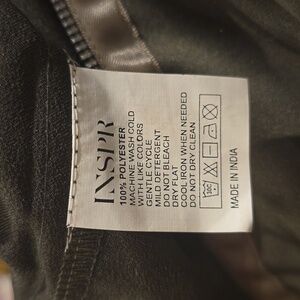 INSPR
100% POLYESTER
MACHINE WASH COLD
WITH LIKE COLORS
GENTLE CYCLE
MILD DETERGENT
DO NOT BLEACH
DRY FLAT
COOL IRON WHEN NEEDED
DO NOT DRY CLEAN
MADE IN INDIA